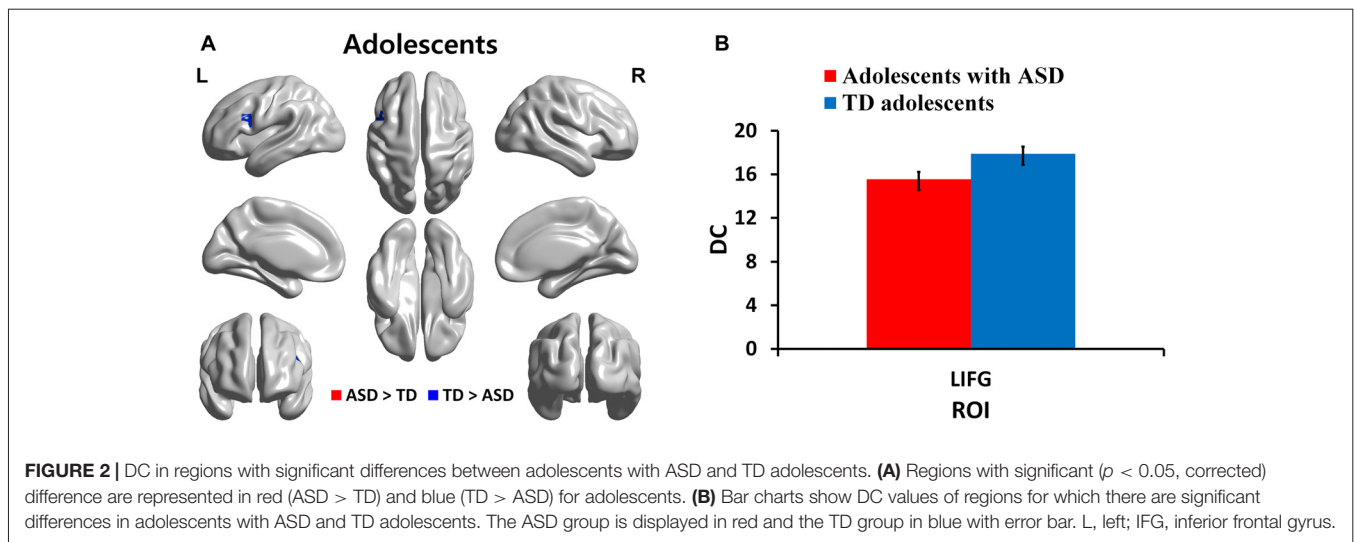 A
Adolescents
L
R
ASD > TD TD > ASD
B
Adolescents with ASD
TD adolescents
20
16
12
8
4
0
DC
LIFG
ROI
FIGURE 2 | DC in regions with significant differences between adolescents with ASD and TD adolescents. (A) Regions with significant (p < 0.05, corrected)
difference are represented in red (ASD > TD) and blue (TD > ASD) for adolescents. (B) Bar charts show DC values of regions for which there are significant
differences in adolescents with ASD and TD adolescents. The ASD group is displayed in red and the TD group in blue with error bar. L, left; IFG, inferior frontal gyrus.